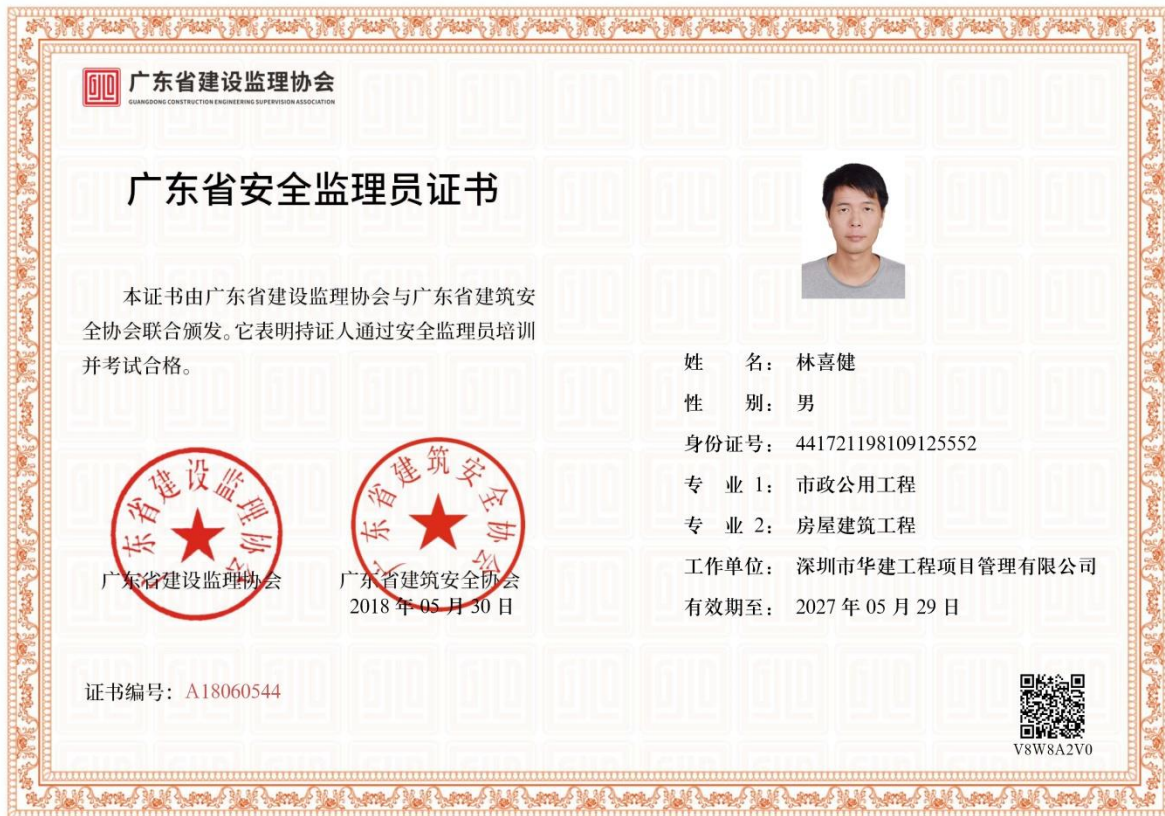 广东省建设监理协会
GUANGDONG CONSTRUCTION ENGINEERING SUPERVISION ASSOCIATION
广东省安全监理员证书
本证书由广东省建设监理协会与广东省建筑安
全协会联合颁发。它表明持证人通过安全监理员培训
并考试合格。
广东省建设监理协会
广东省建设监理协会
广东省建筑安全协会
广东省建筑安全协会
2018 年 05 月 30 日
证书编号：A18060544
姓 名：林喜健
性 别：男
身份证号：441721198109125552
专 业 1：市政公用工程
专 业 2：房屋建筑工程
工作单位：深圳市华建工程项目管理有限公司
有效期至：2027 年 05 月 29 日
V8W8A2V0